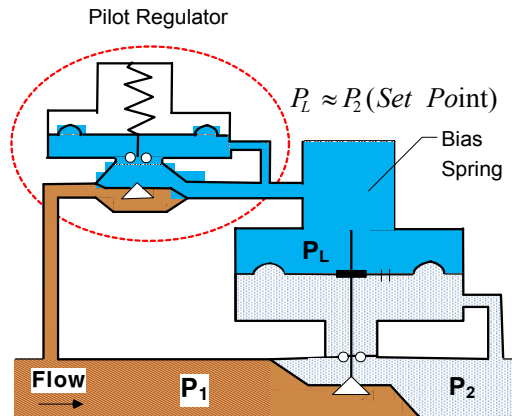 Pilot Regulator
P_L ≈ P_2 (Set Point)
Bias
Spring
P_L
Flow
P_1
P_2